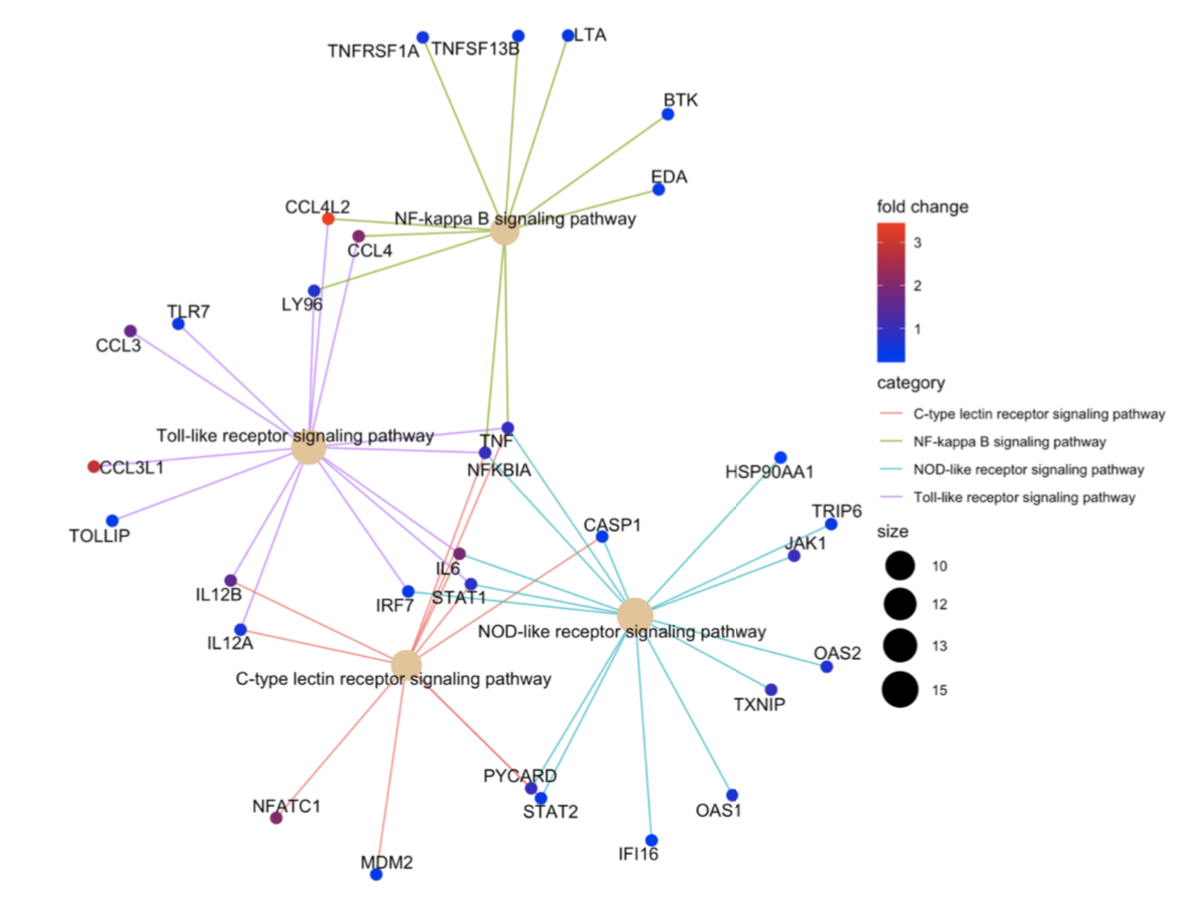 TNFRSF1A
TNFSF13B
LTA
BTK
EDA
CCL4L2
NF-kappa B signaling pathway
CCL4
LY96
TLR7
CCL3
Toll-like receptor signaling pathway
TNF
NFKBIA
CCL3L1
HSP90AA1
TOLLIP
CASP1
TRIP6
JAK1
IL6
IL12B
IRF7
STAT1
IL12A
NOD-like receptor signaling pathway
OAS2
C-type lectin receptor signaling pathway
TXNIP
PYCARD
STAT2
NFATC1
OAS1
IFI16
MDM2
fold change
3
2
1
category
C-type lectin receptor signaling pathway
NF-kappa B signaling pathway
NOD-like receptor signaling pathway
Toll-like receptor signaling pathway
size
10
12
13
15